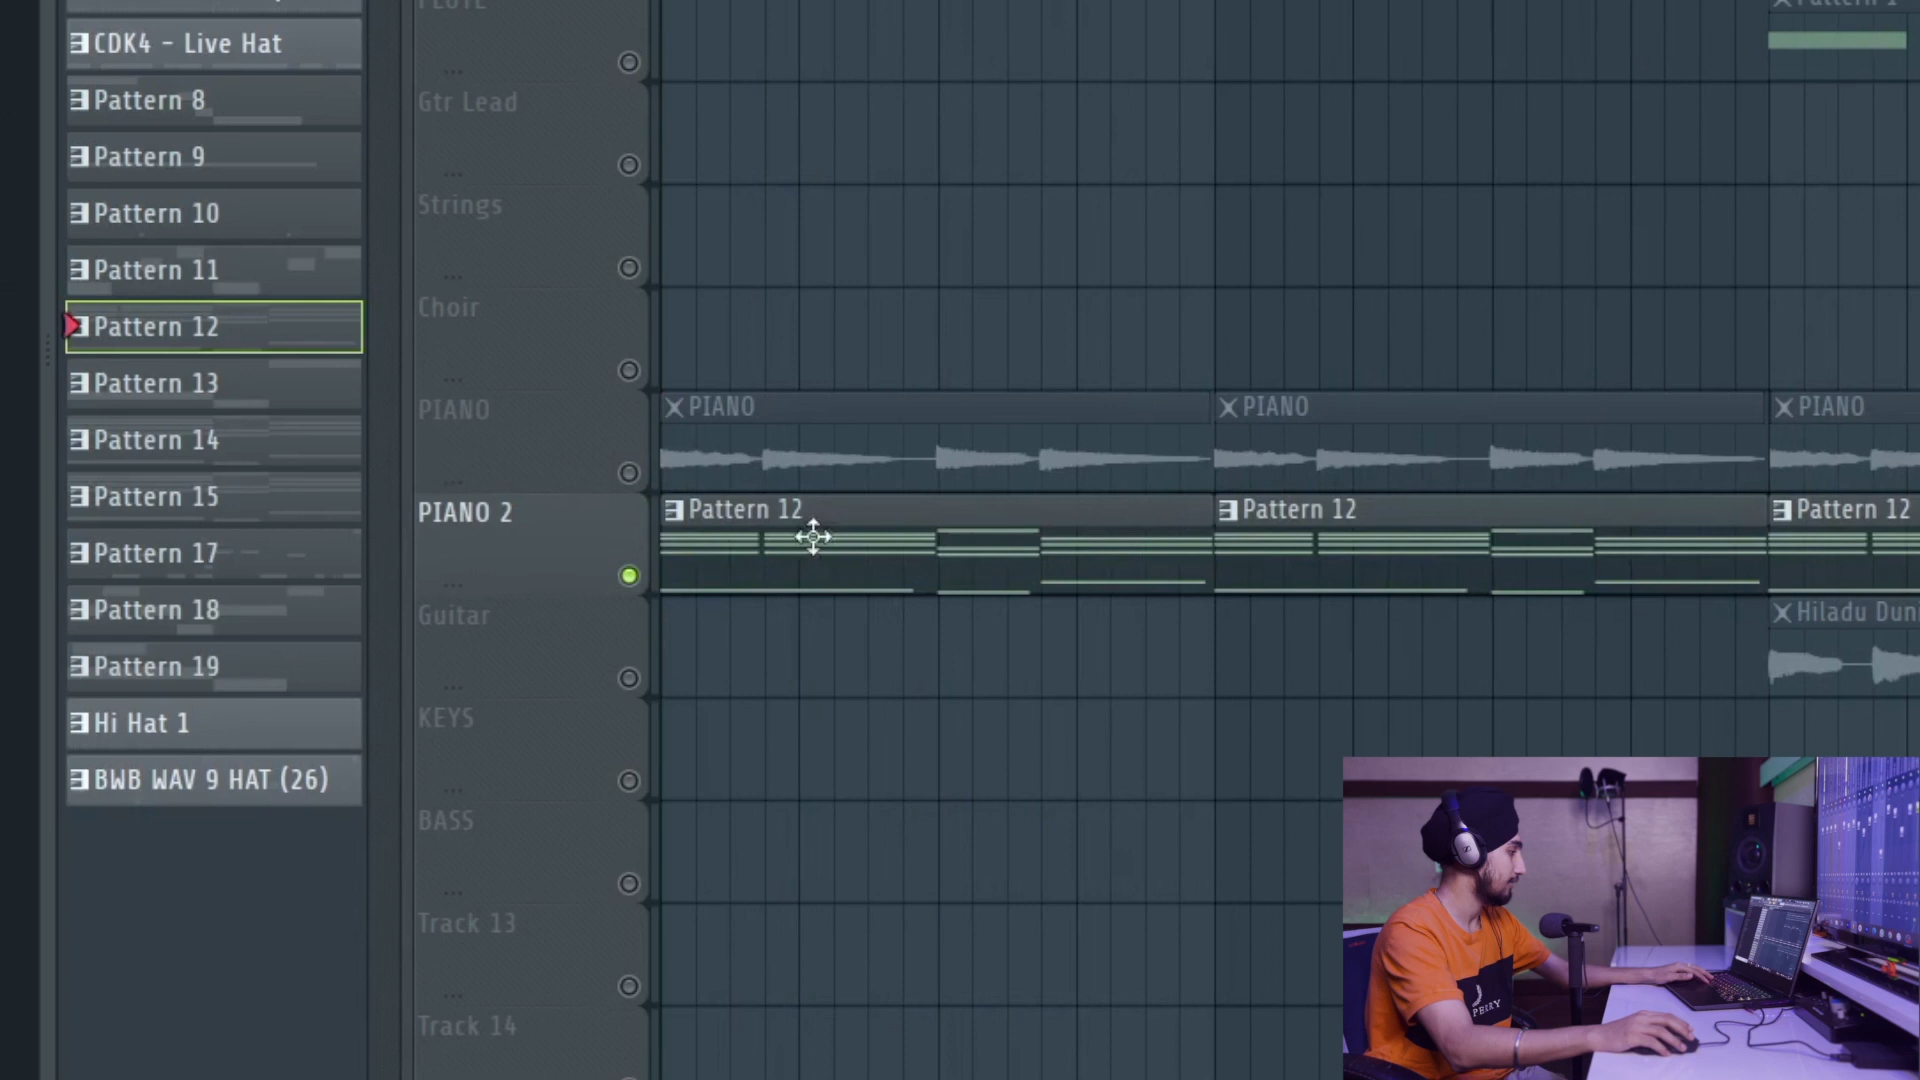 CDK4 - Live Hat
Pattern 8
Pattern 9
Pattern 10
Pattern 11
Pattern 12
Pattern 13
Pattern 14
Pattern 15
Pattern 17
Pattern 18
Pattern 19
Hi Hat 1
BWB WAV 9 HAT (26)
Gtr Lead
Strings
Choir
PIANO
PIANO 2
Guitar
KEYS
BASS
Track 13
Track 14
PIANO
PIANO
PIANO
Pattern 12
Pattern 12
Pattern 12
Hiladu Dun